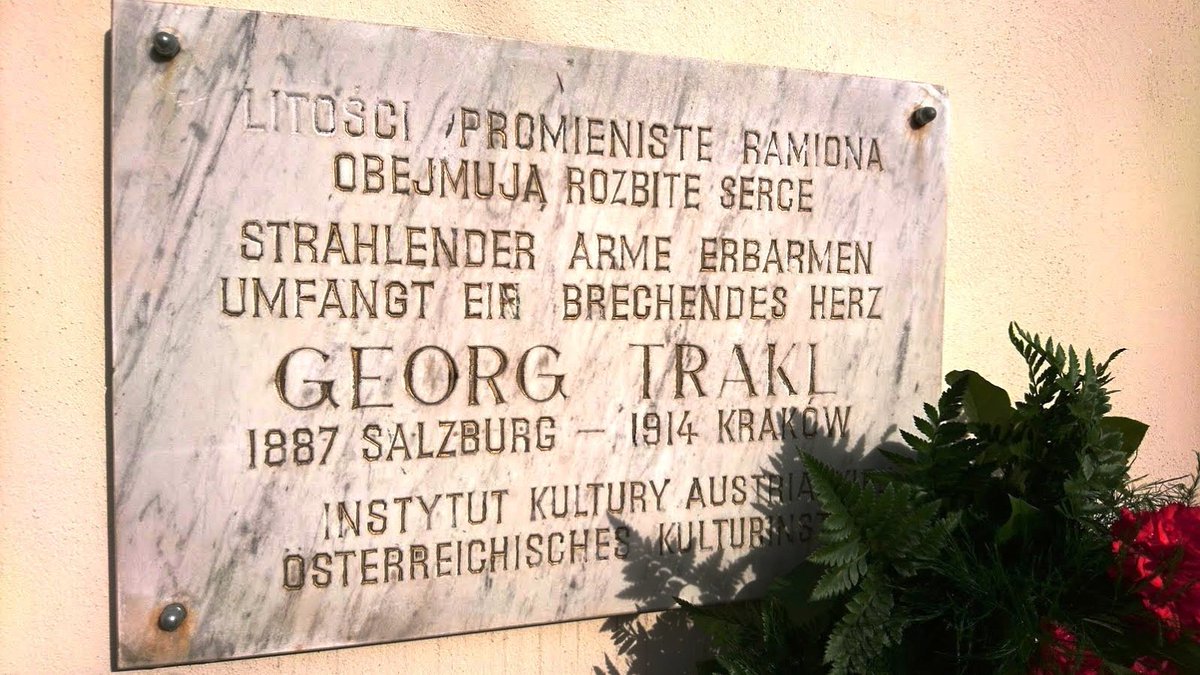 LITOŚCI PROMIENISTE RAMIONA
OBEJMUJĄ ROZBITE SERCE
STRAHLENDER ARME ERBARMEN
UMFANGT EIN BRECHENDES HERZ
GEORG TRAKL
1887 SALZBURG – 1914 KRAKÓW
INSTYTUT KULTURY
ÖSTERREICHISCHES